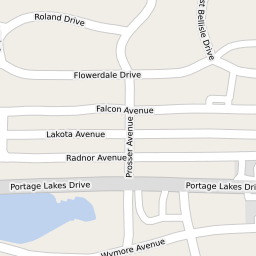 Roland Drive
st Bellisle Drive
Flowerdale Drive
Falcon Avenue
Lakota Avenue
Prosser Avenue
Radnor Avenue
Portage Lakes Drive
Portage Lakes Dri
Wymore Avenue